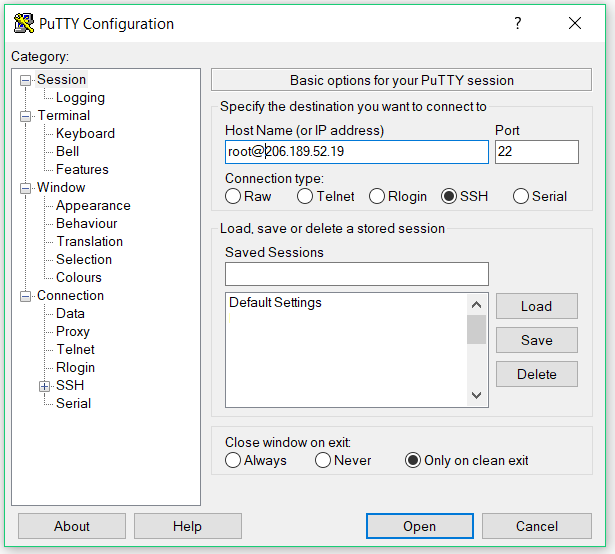 PuTTY Configuration
?
Category:
Session
Logging
Terminal
Keyboard
Bell
Features
Window
Appearance
Behaviour
Translation
Selection
Colours
Connection
Data
Proxy
Telnet
Rlogin
SSH
Serial
Basic options for your PuTTY session
Specify the destination you want to connect to
Host Name (or IP address) Port
root@206.189.52.19 22
Connection type:
Raw Telnet Rlogin SSH Serial
Load, save or delete a stored session
Saved Sessions
Default Settings
Load
Save
Delete
Close window on exit:
Always Never Only on clean exit
About Help Open Cancel